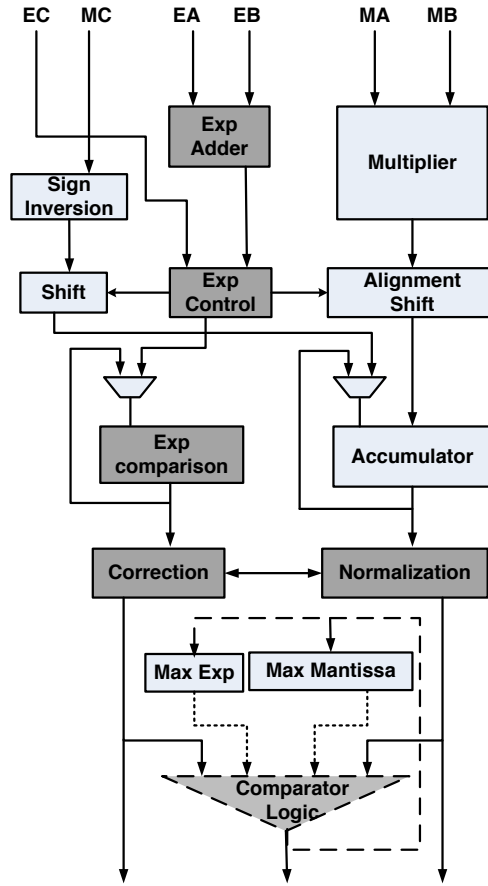 EC MC EA EB MA MB
Exp
Adder
Multiplier
Sign
Inversion
Shift
Exp
Control
Alignment
Shift
Exp
comparison
Accumulator
Correction
Normalization
Max Exp
Max Mantissa
Comparator
Logic